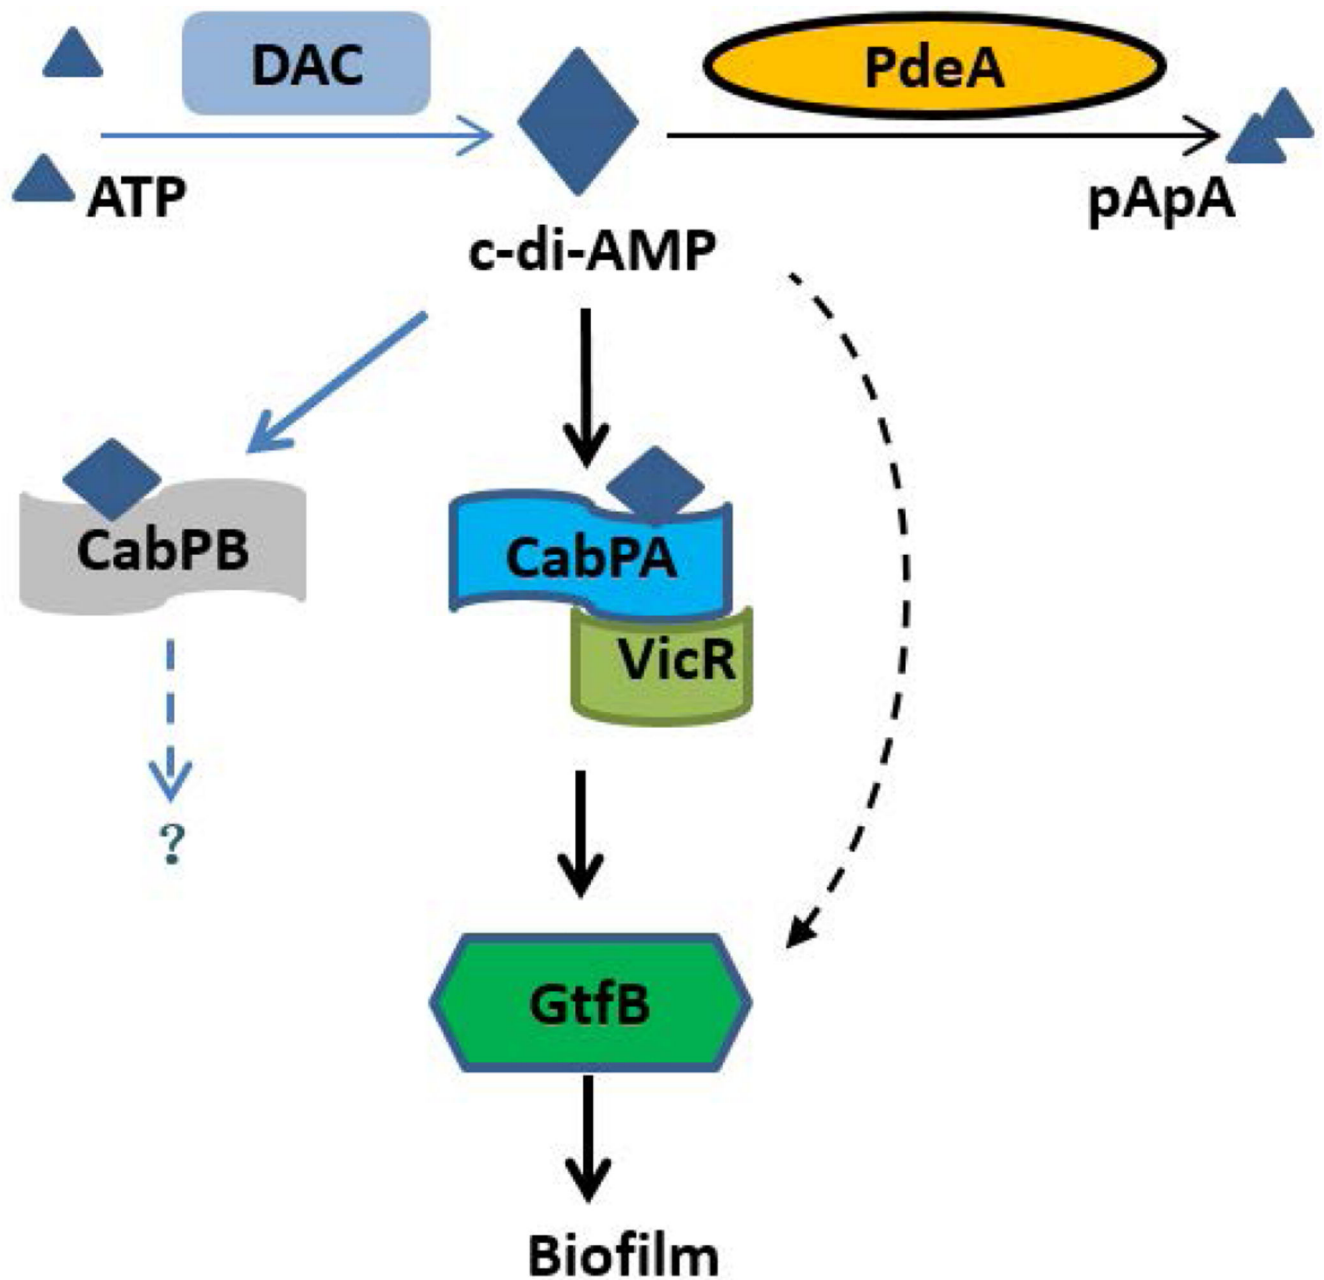 DAC
PdeA
ATP
pApA
c-di-AMP
CabPB
CabPA
VicR
?
GtfB
Biofilm